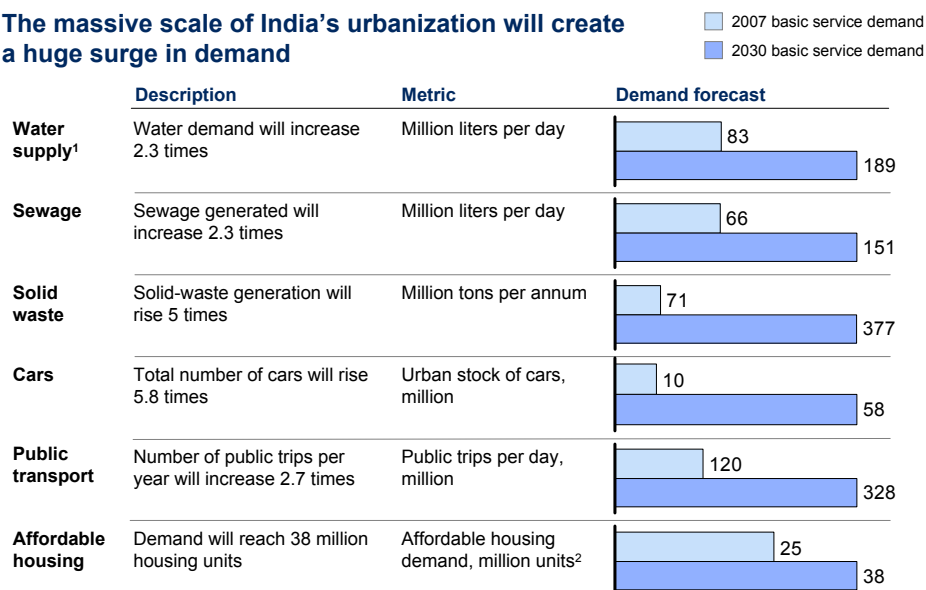 The massive scale of India’s urbanization will create
a huge surge in demand
2007 basic service demand
2030 basic service demand
Description
Metric
Demand forecast
Water
supply¹
Water demand will increase
2.3 times
Million liters per day
83
189
Sewage
Sewage generated will
increase 2.3 times
Million liters per day
66
151
Solid
waste
Solid-waste generation will
rise 5 times
Million tons per annum
71
377
Cars
Total number of cars will rise
5.8 times
Urban stock of cars,
million
10
58
Public
transport
Number of public trips per
year will increase 2.7 times
Public trips per day,
million
120
328
Affordable
housing
Demand will reach 38 million
housing units
Affordable housing
demand, million units²
25
38